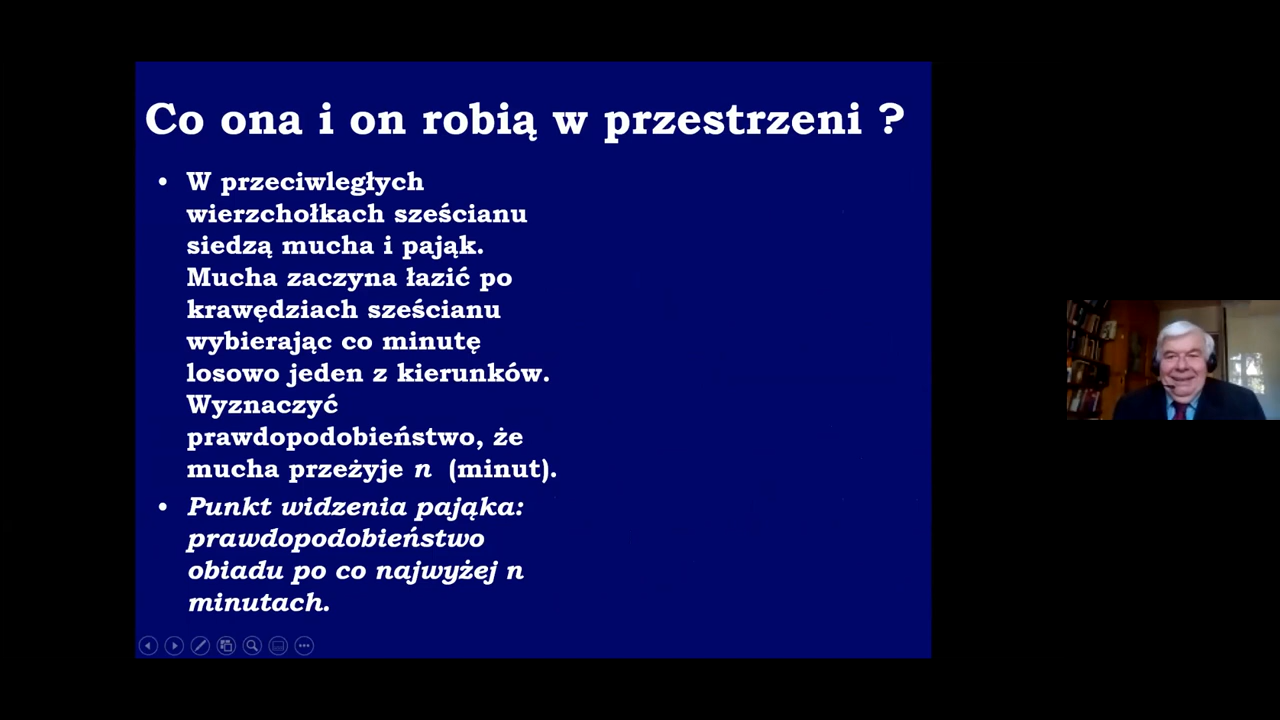 Co ona i on robią w przestrzeni ?
• W przeciwległych
wierzchołkach sześcianu
siedzą mucha i pająk.
Mucha zaczyna łazić po
krawędziach sześcianu
wybierając co minutę
losowo jeden z kierunków.
Wyznaczyć
prawdopodobieństwo, że
mucha przeżyje n (minut).
• Punkt widzenia pająka:
prawdopodobieństwo
obiadu po co najwyżej n
minutach.